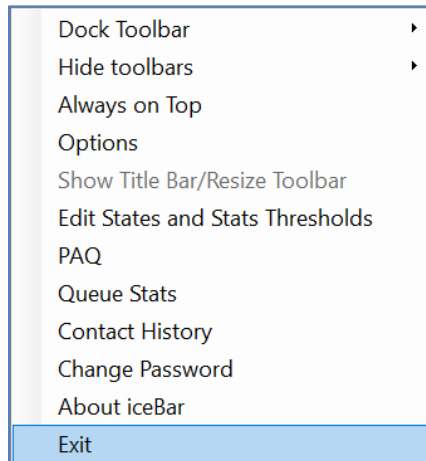 Dock Toolbar
Hide toolbars
Always on Top
Options
Show Title Bar/Resize Toolbar
Edit States and Stats Thresholds
PAQ
Queue Stats
Contact History
Change Password
About iceBar
Exit